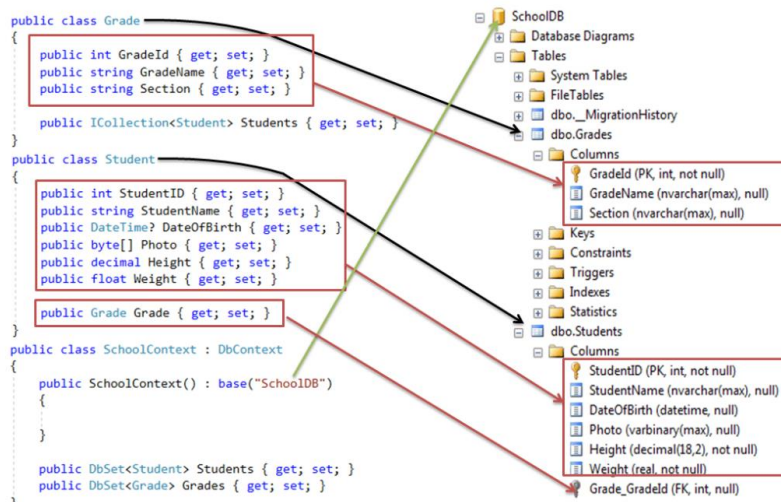 public class Grade
{
public int GradeId { get; set; }
public string GradeName { get; set; }
public string Section { get; set; }
public ICollection<Student> Students { get; set; }
}
public class Student
{
public int StudentID { get; set; }
public string StudentName { get; set; }
public DateTime? DateOfBirth { get; set; }
public byte[] Photo { get; set; }
public decimal Height { get; set; }
public float Weight { get; set; }
public Grade Grade { get; set; }
}
public class SchoolContext : DbContext
{
public SchoolContext() : base("SchoolDB")
{
}
public DbSet<Student> Students { get; set; }
public DbSet<Grade> Grades { get; set; }
}
SchoolDB
Database Diagrams
Tables
System Tables
FileTables
dbo.__MigrationHistory
dbo.Grades
Columns
GradeId (PK, int, not null)
GradeName (nvarchar(max), null)
Section (nvarchar(max), null)
Keys
Constraints
Triggers
Indexes
Statistics
dbo.Students
Columns
StudentID (PK, int, not null)
StudentName (nvarchar(max), null)
DateOfBirth (datetime, null)
Photo (varbinary(max), null)
Height (decimal(18,2), not null)
Weight (real, not null)
Grade_GradeId (FK, int, null)